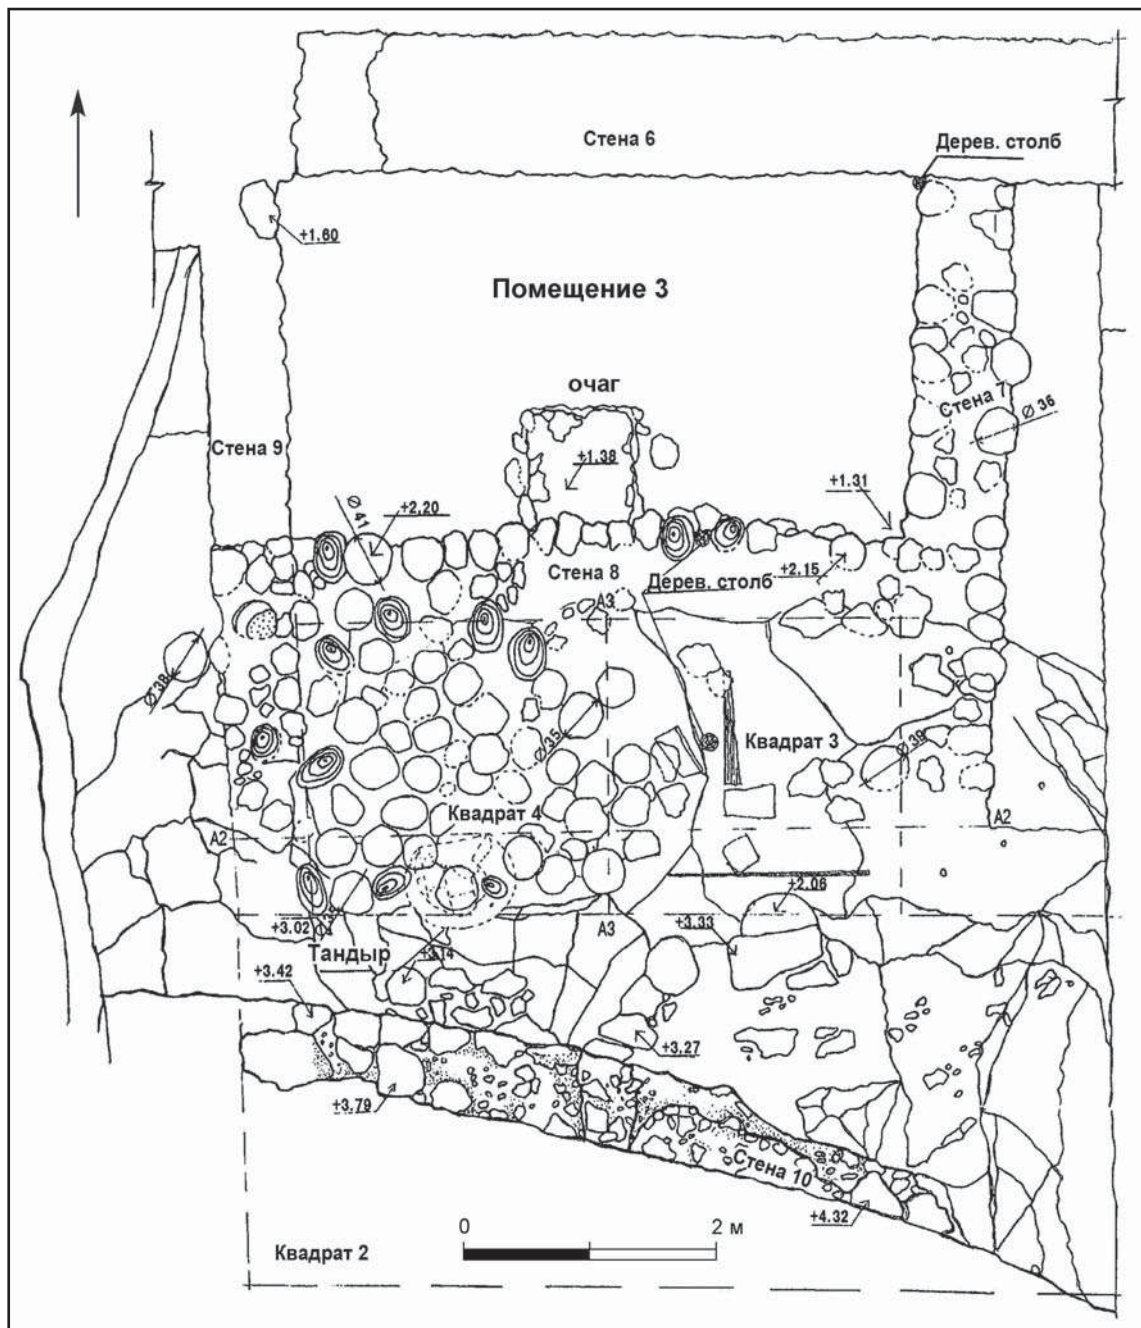 Стена 6
Дерев. столб
+1.60
Помещение 3
очаг
Стена 7
Ø 36
Стена 9
+1.38
+1.31
Ø 41
+2,20
Стена 8
Дерев. столб
+2.15
А3
Ø 38
Ø 35
Квадрат 3
Ø 39
Квадрат 4
А2
А2
+2.06
+3.02
+3.33
А3
Тандыр
+3.14
+3.42
+3.27
+3.79
Стена 10
+4.32
0 2 м
Квадрат 2